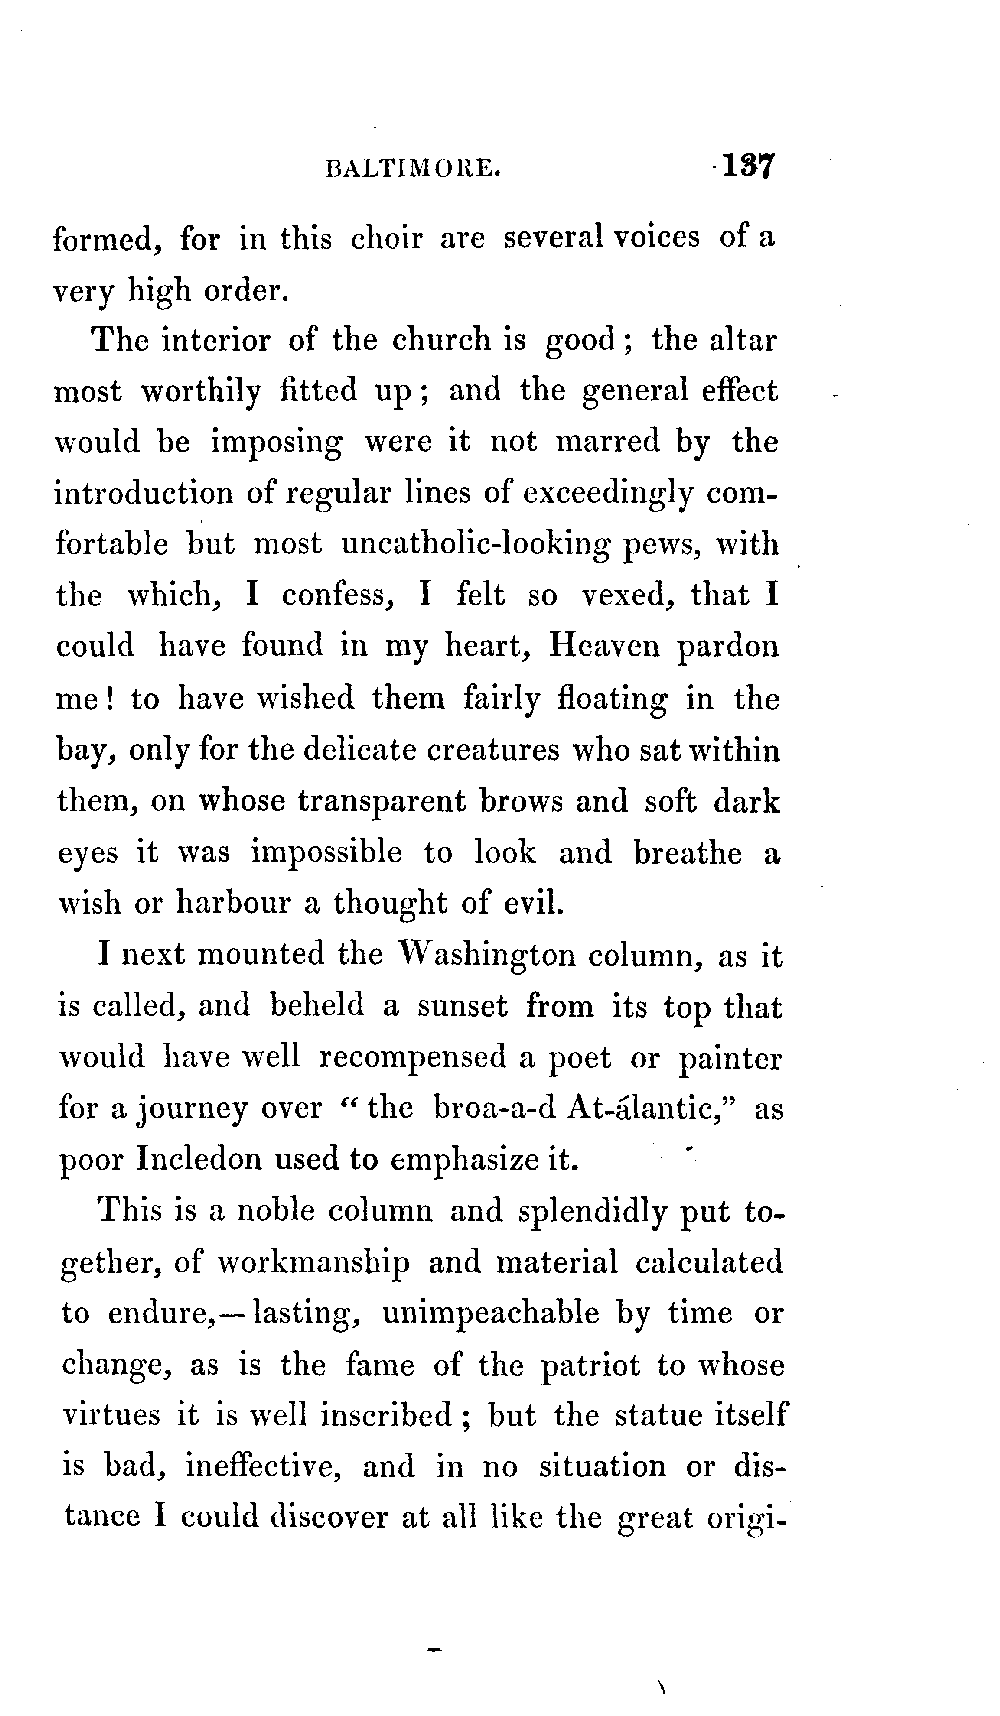 BALTIMORE. 137
formed, for in this choir are several voices of a
very high order.
The interior of the church is good ; the altar
most worthily fitted up ; and the general effect
would be imposing were it not marred by the
introduction of regular lines of exceedingly com-
fortable but most uncatholic-looking pews, with
the which, I confess, I felt so vexed, that I
could have found in my heart, Heaven pardon
me ! to have wished them fairly floating in the
bay, only for the delicate creatures who sat within
them, on whose transparent brows and soft dark
eyes it was impossible to look and breathe a
wish or harbour a thought of evil.
I next mounted the Washington column, as it
is called, and beheld a sunset from its top that
would have well recompensed a poet or painter
for a journey over “ the broa-a-d At-álantic,” as
poor Incledon used to emphasize it.
This is a noble column and splendidly put to-
gether, of workmanship and material calculated
to endure,— lasting, unimpeachable by time or
change, as is the fame of the patriot to whose
virtues it is well inscribed ; but the statue itself
is bad, ineffective, and in no situation or dis-
tance I could discover at all like the great origi-